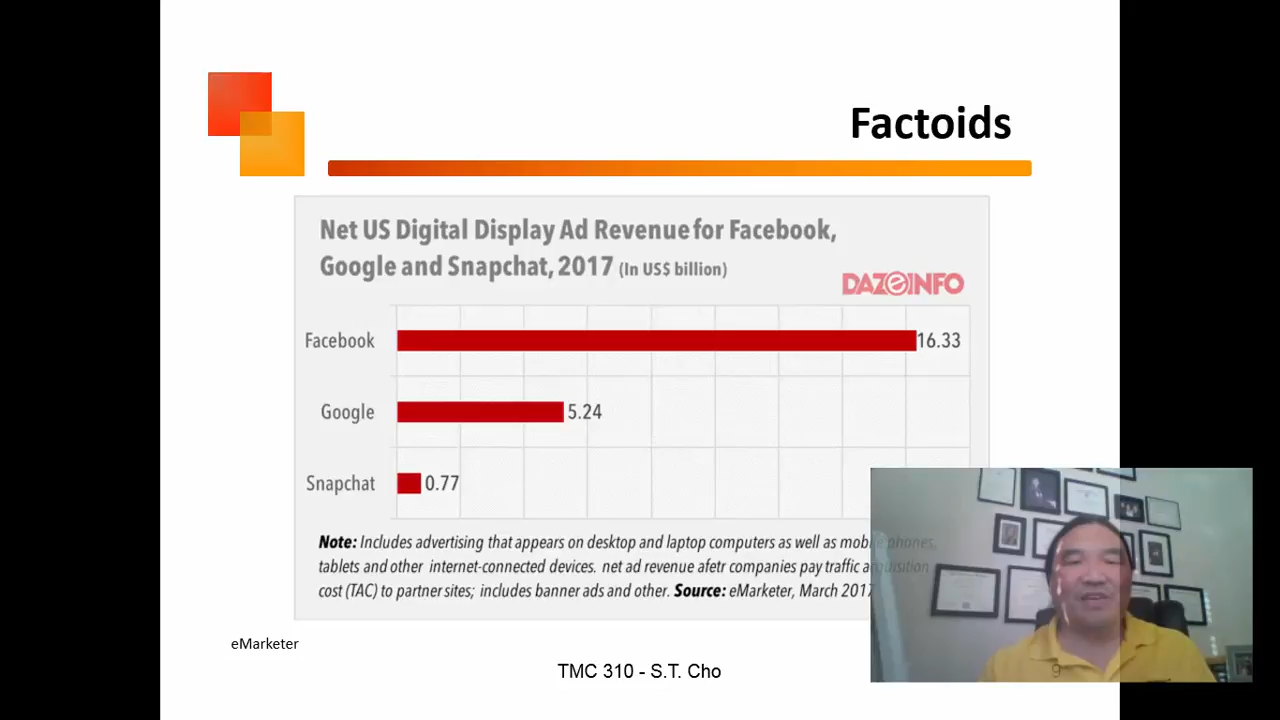 Factoids
Net US Digital Display Ad Revenue for Facebook,
Google and Snapchat, 2017 (In US$ billion)
DAZEINFO
Facebook 16.33
Google 5.24
Snapchat 0.77
Note: Includes advertising that appears on desktop and laptop computers as well as mobile phones,
tablets and other internet-connected devices. net ad revenue afetr companies pay traffic acquisition
cost (TAC) to partner sites; includes banner ads and other. Source: eMarketer, March 2017
eMarketer
TMC 310 - S.T. Cho
9